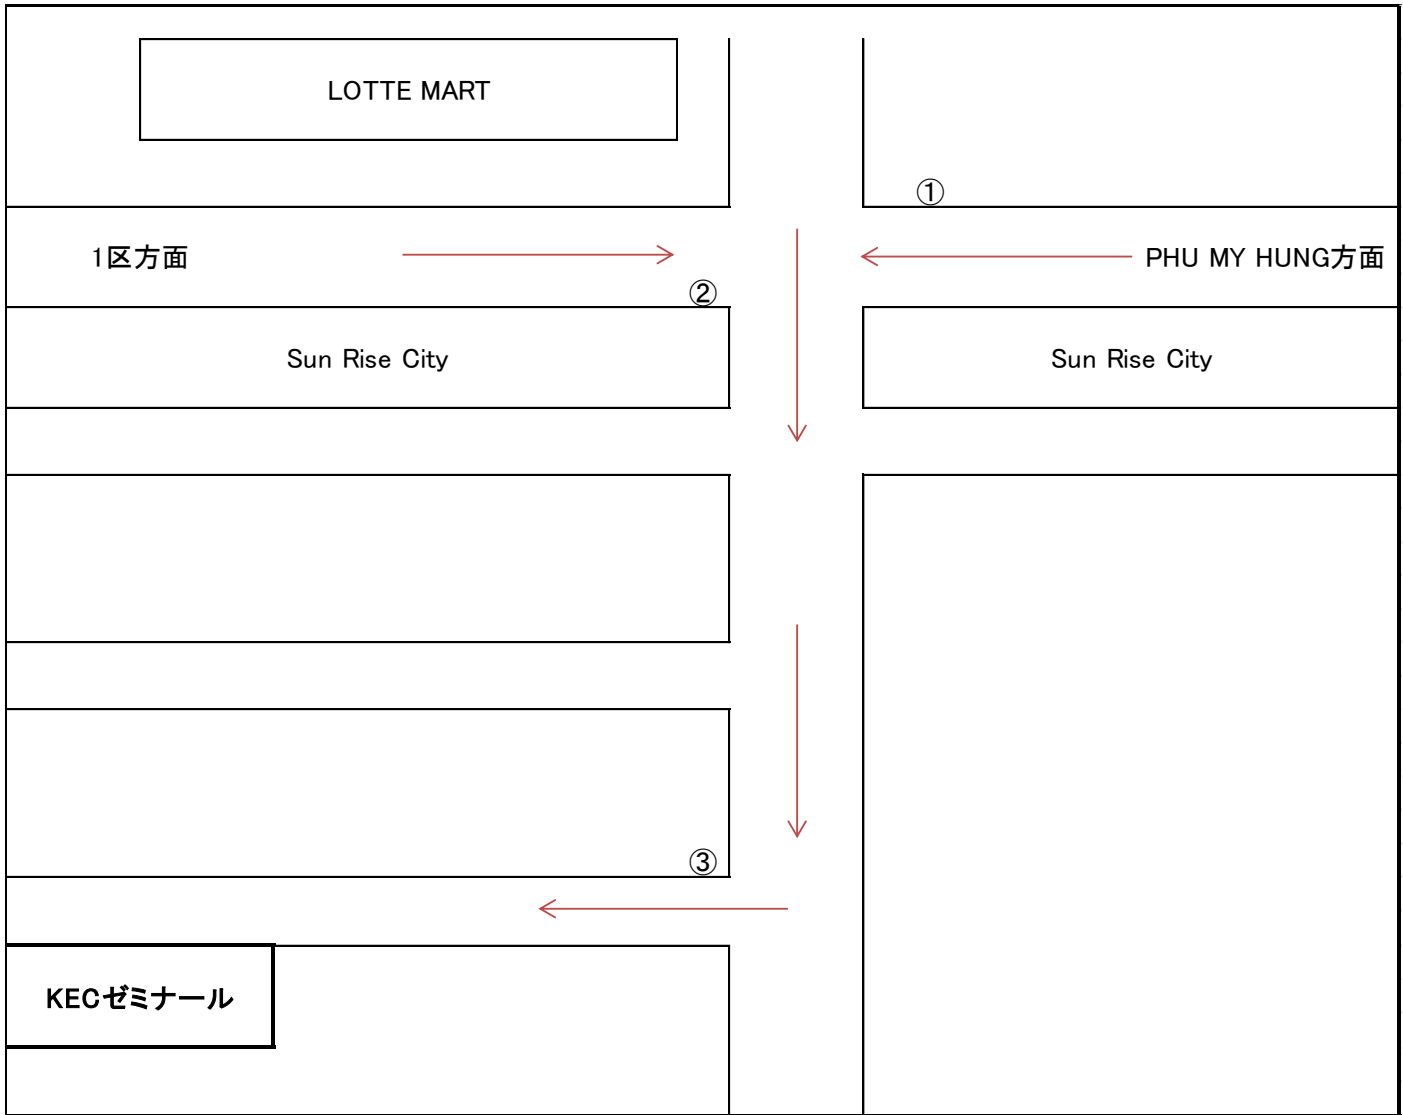 LOTTE MART
①
1区方面
PHU MY HUNG方面
②
Sun Rise City
Sun Rise City
③
KECゼミナール